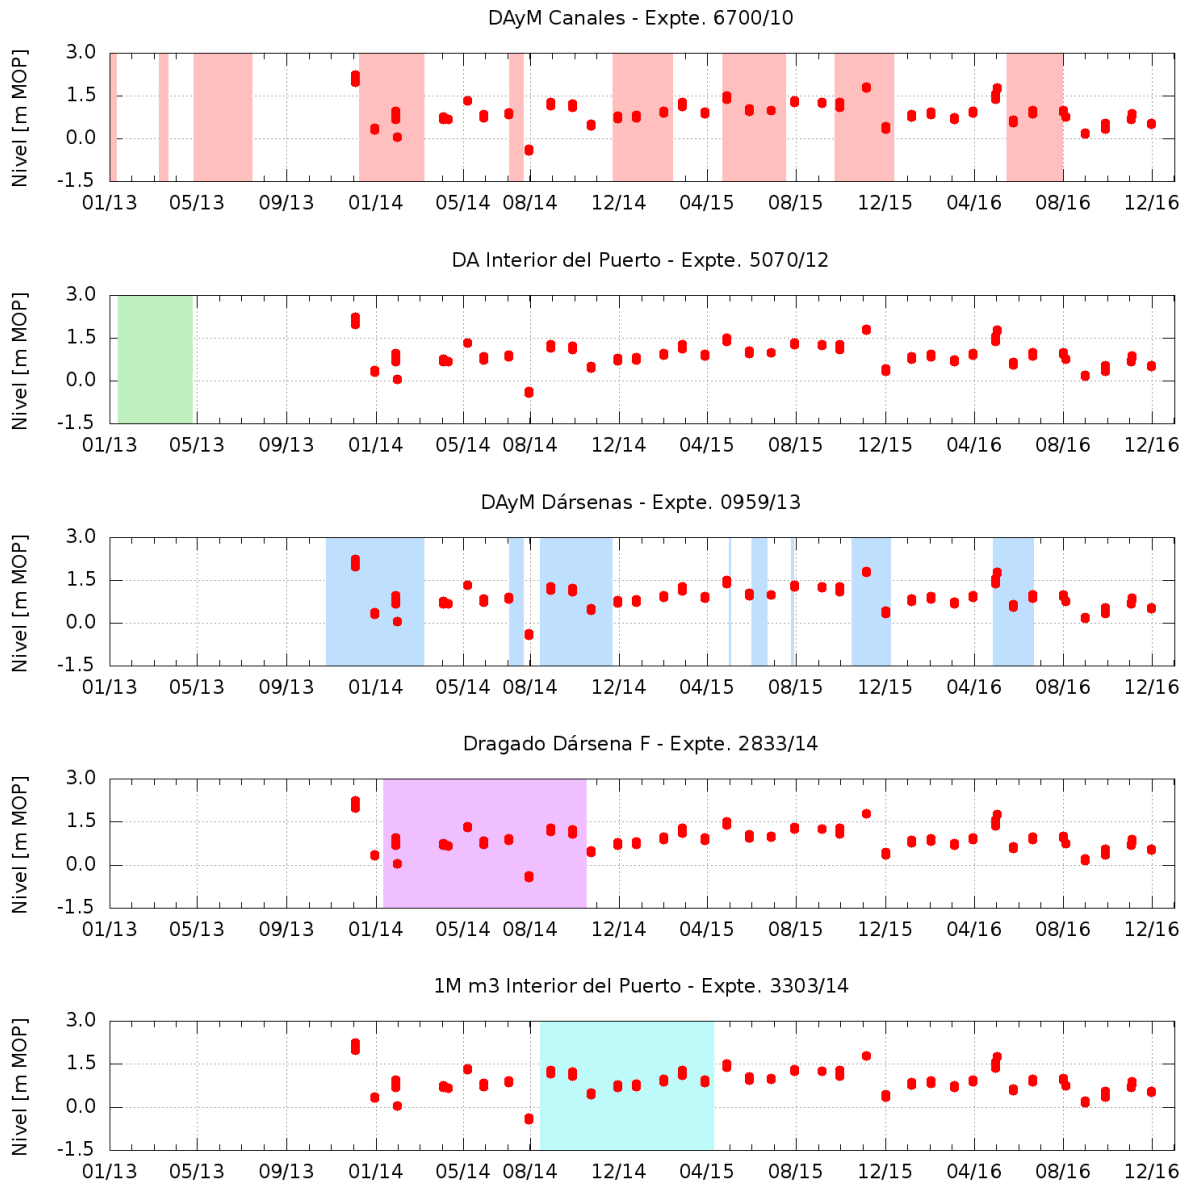 DAyM Canales - Expte. 6700/10
Nivel [m MOP]
3.0
1.5
0.0
-1.5
01/13 05/13 09/13 01/14 05/14 08/14 12/14 04/15 08/15 12/15 04/16 08/16 12/16
DA Interior del Puerto - Expte. 5070/12
Nivel [m MOP]
3.0
1.5
0.0
-1.5
01/13 05/13 09/13 01/14 05/14 08/14 12/14 04/15 08/15 12/15 04/16 08/16 12/16
DAyM Dársenas - Expte. 0959/13
Nivel [m MOP]
3.0
1.5
0.0
-1.5
01/13 05/13 09/13 01/14 05/14 08/14 12/14 04/15 08/15 12/15 04/16 08/16 12/16
Dragado Dársena F - Expte. 2833/14
Nivel [m MOP]
3.0
1.5
0.0
-1.5
01/13 05/13 09/13 01/14 05/14 08/14 12/14 04/15 08/15 12/15 04/16 08/16 12/16
1M m3 Interior del Puerto - Expte. 3303/14
Nivel [m MOP]
3.0
1.5
0.0
-1.5
01/13 05/13 09/13 01/14 05/14 08/14 12/14 04/15 08/15 12/15 04/16 08/16 12/16